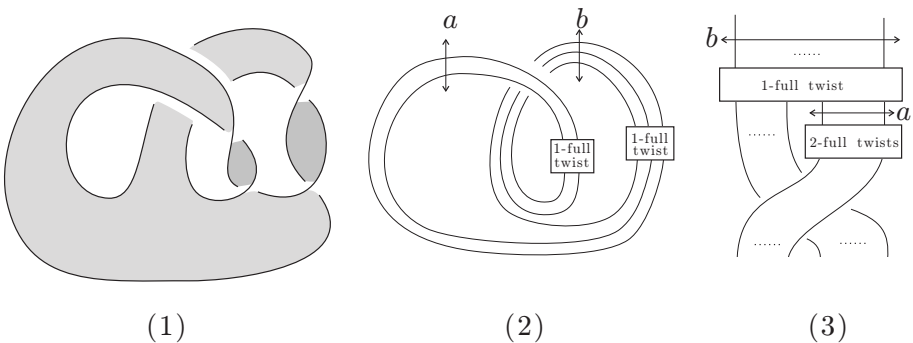 a
b
1-full
twist
1-full
twist
b
......
1-full twist
a
......
2-full twists
......
......
(1)
(2)
(3)